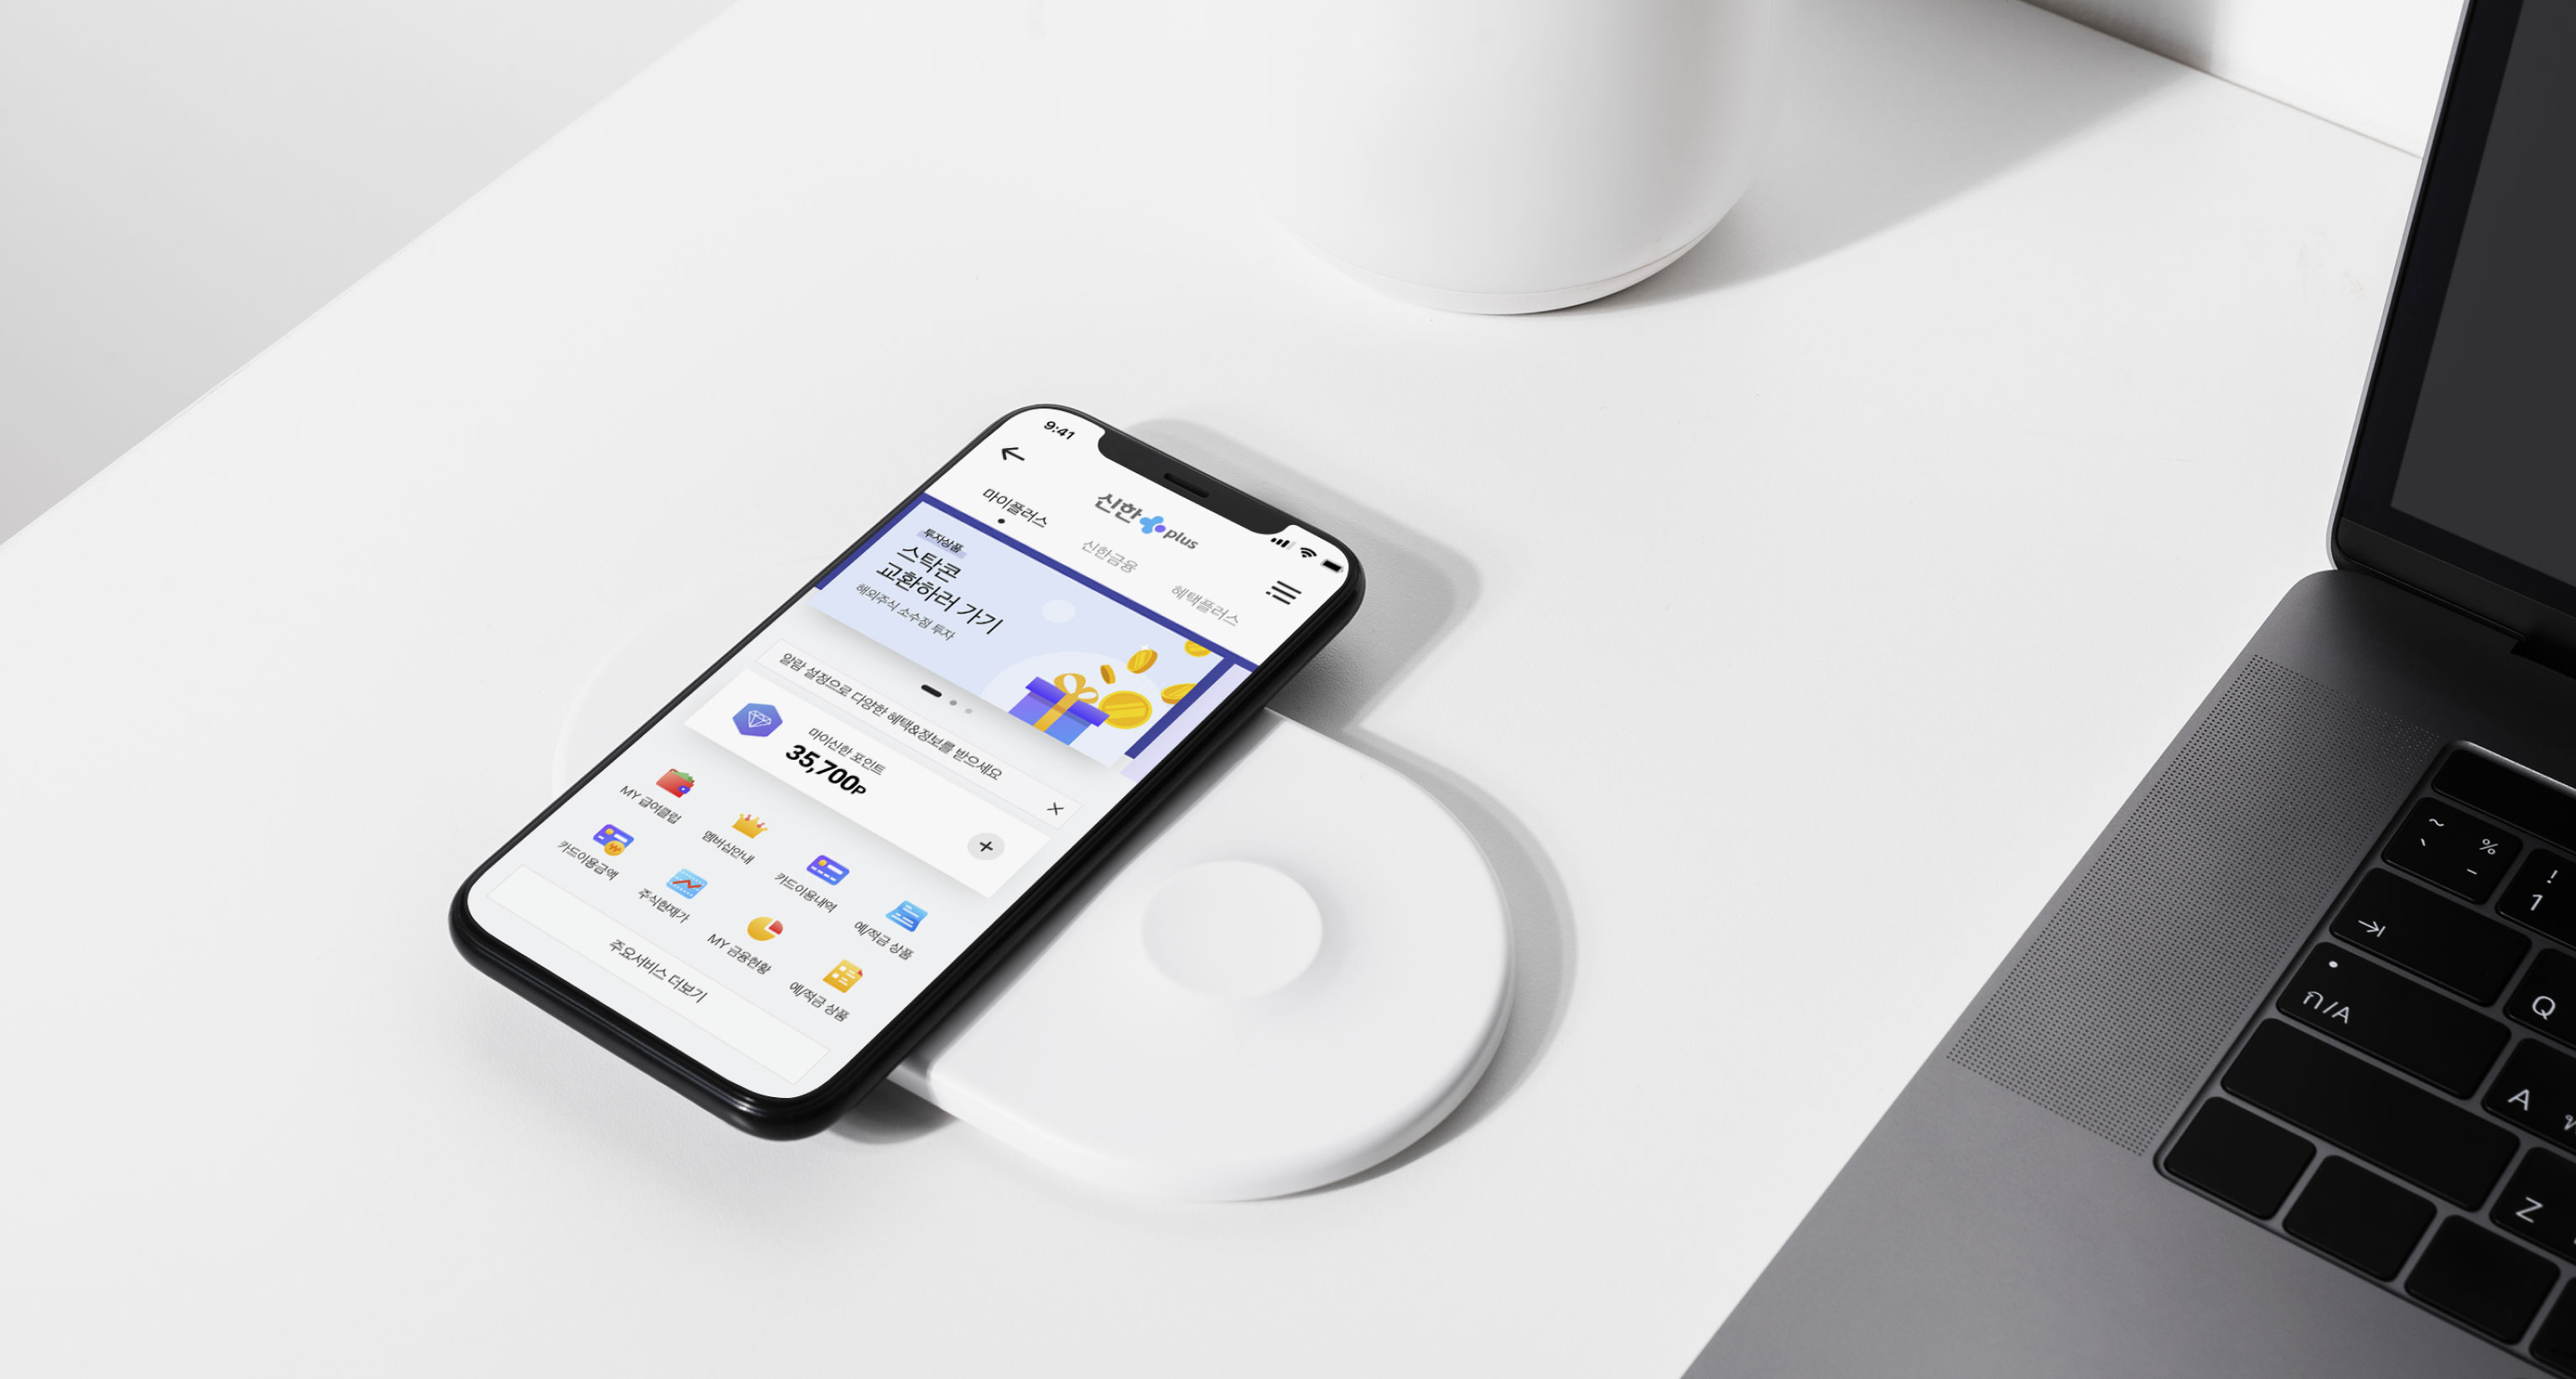 9:41
신한 plus
마이플러스
신한금융
혜택플러스
투자상품
스탁콘
교환하러 가기
해외주식 소수점 투자
알람 설정으로 다양한 혜택&정보를 받으세요
마이신한 포인트
35,700P
MY 급여클럽
멤버십안내
카드이용내역
예/적금 상품
카드이용금액
주식현재가
MY 금융현황
예/적금 상품
주요서비스 더보기
~ %
` -
!
1
Q
ก/A
A
Z